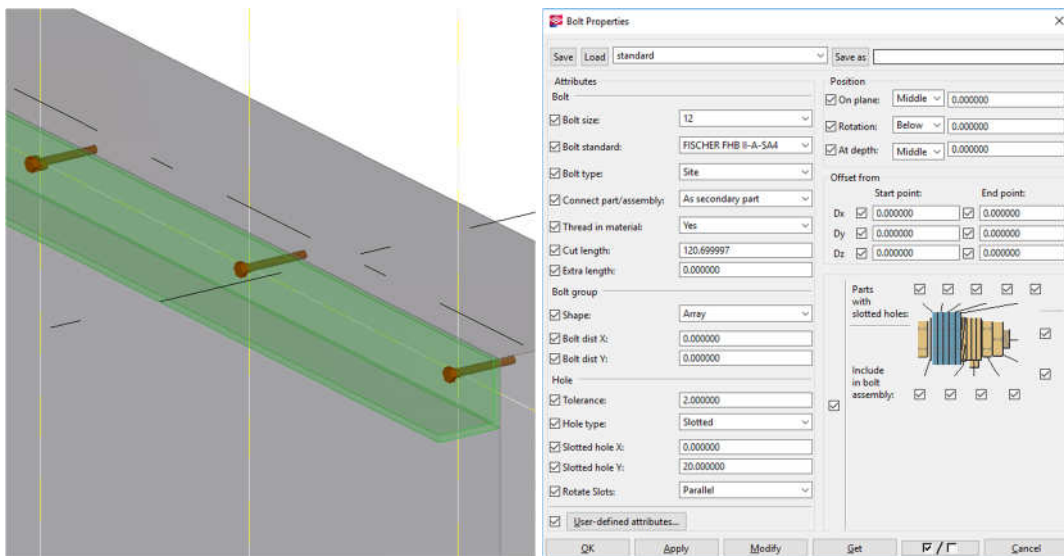 Bolt Properties
Save Load standard Save as
Attributes
Bolt
Bolt size: 12
Bolt standard: FISCHER FHB II-A-SA4
Bolt type: Site
Connect part/assembly: As secondary part
Thread in material: Yes
Cut length: 120.699997
Extra length: 0.000000
Bolt group
Shape: Array
Bolt dist X: 0.000000
Bolt dist Y: 0.000000
Hole
Tolerance: 2.000000
Hole type: Slotted
Slotted hole X: 0.000000
Slotted hole Y: 20.000000
Rotate Slots: Parallel
User-defined attributes...
Position
On plane: Middle 0.000000
Rotation: Below 0.000000
At depth: Middle 0.000000
Offset from
Start point: End point:
Dx 0.000000 0.000000
Dy 0.000000 0.000000
Dz 0.000000 0.000000
Parts
with
slotted holes:
Include
in bolt
assembly:
OK Apply Modify Get / Cancel